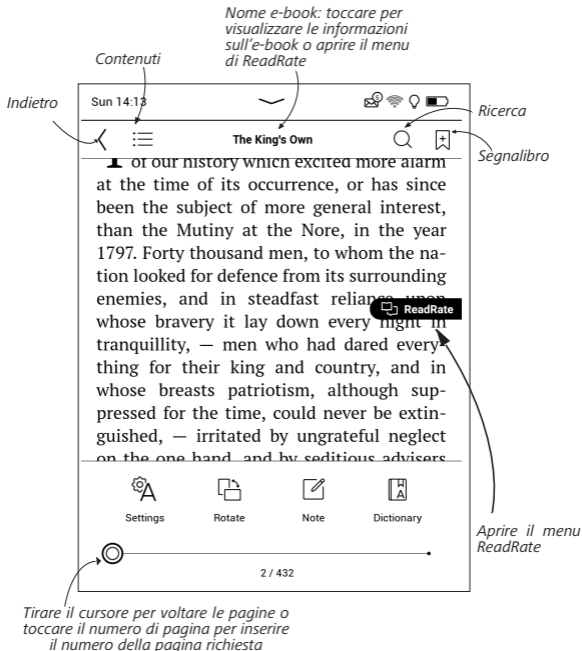 Nome e-book: toccare per
visualizzare le informazioni
sull'e-book o aprire il menu
di ReadRate
Contenuti
Indietro
Sun 14:13
Ricerca
The King's Own
Segnalibro
of our history which excited more alarm
at the time of its occurrence, or has since
been the subject of more general interest,
than the Mutiny at the Nore, in the year
1797. Forty thousand men, to whom the na-
tion looked for defence from its surrounding
enemies, and in steadfast reliance upon
ReadRate
whose bravery it lay down every night in
tranquillity, — men who had dared every-
thing for their king and country, and in
whose breasts patriotism, although sup-
pressed for the time, could never be extin-
guished, — irritated by ungrateful neglect
on the one hand, and by seditious advisers
Settings
Rotate
Note
Dictionary
Aprire il menu
ReadRate
2 / 432
Tirare il cursore per voltare le pagine o
toccare il numero di pagina per inserire
il numero della pagina richiesta